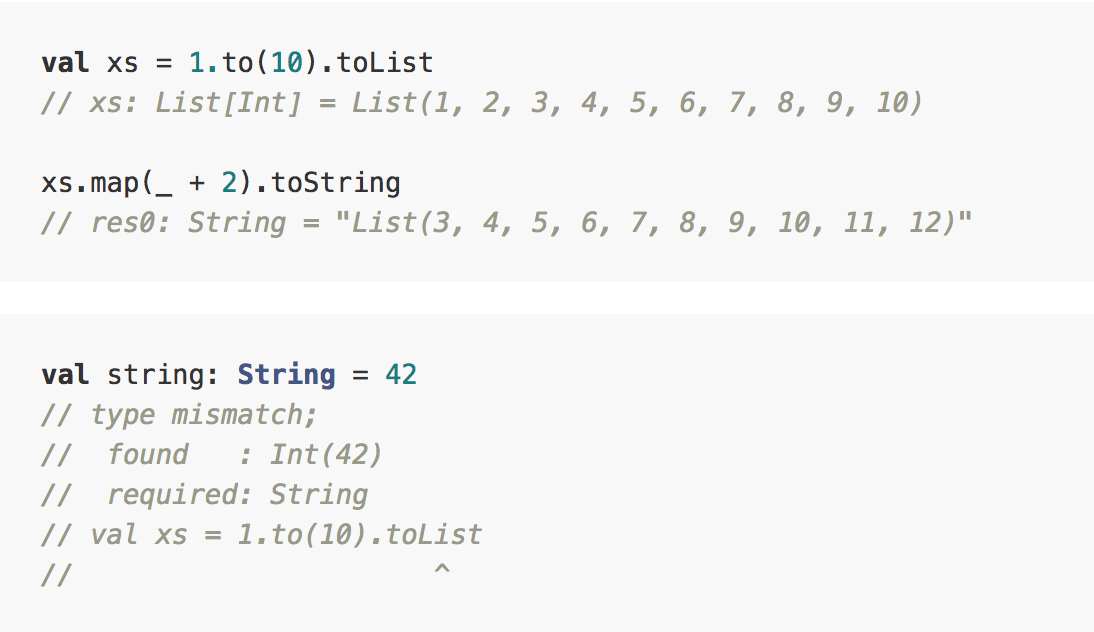 val xs = 1.to(10).toList
// xs: List[Int] = List(1, 2, 3, 4, 5, 6, 7, 8, 9, 10)
xs.map(_ + 2).toString
// res0: String = "List(3, 4, 5, 6, 7, 8, 9, 10, 11, 12)"
val string: String = 42
// type mismatch;
//  found   : Int(42)
//  required: String
// val xs = 1.to(10).toList
//                      ^